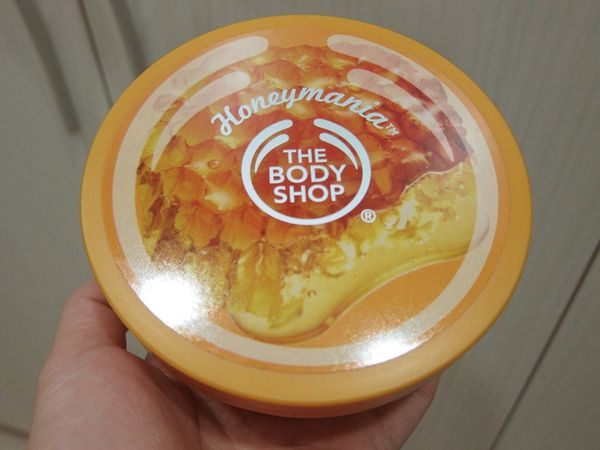 Honeymania™
THE
BODY
SHOP
®